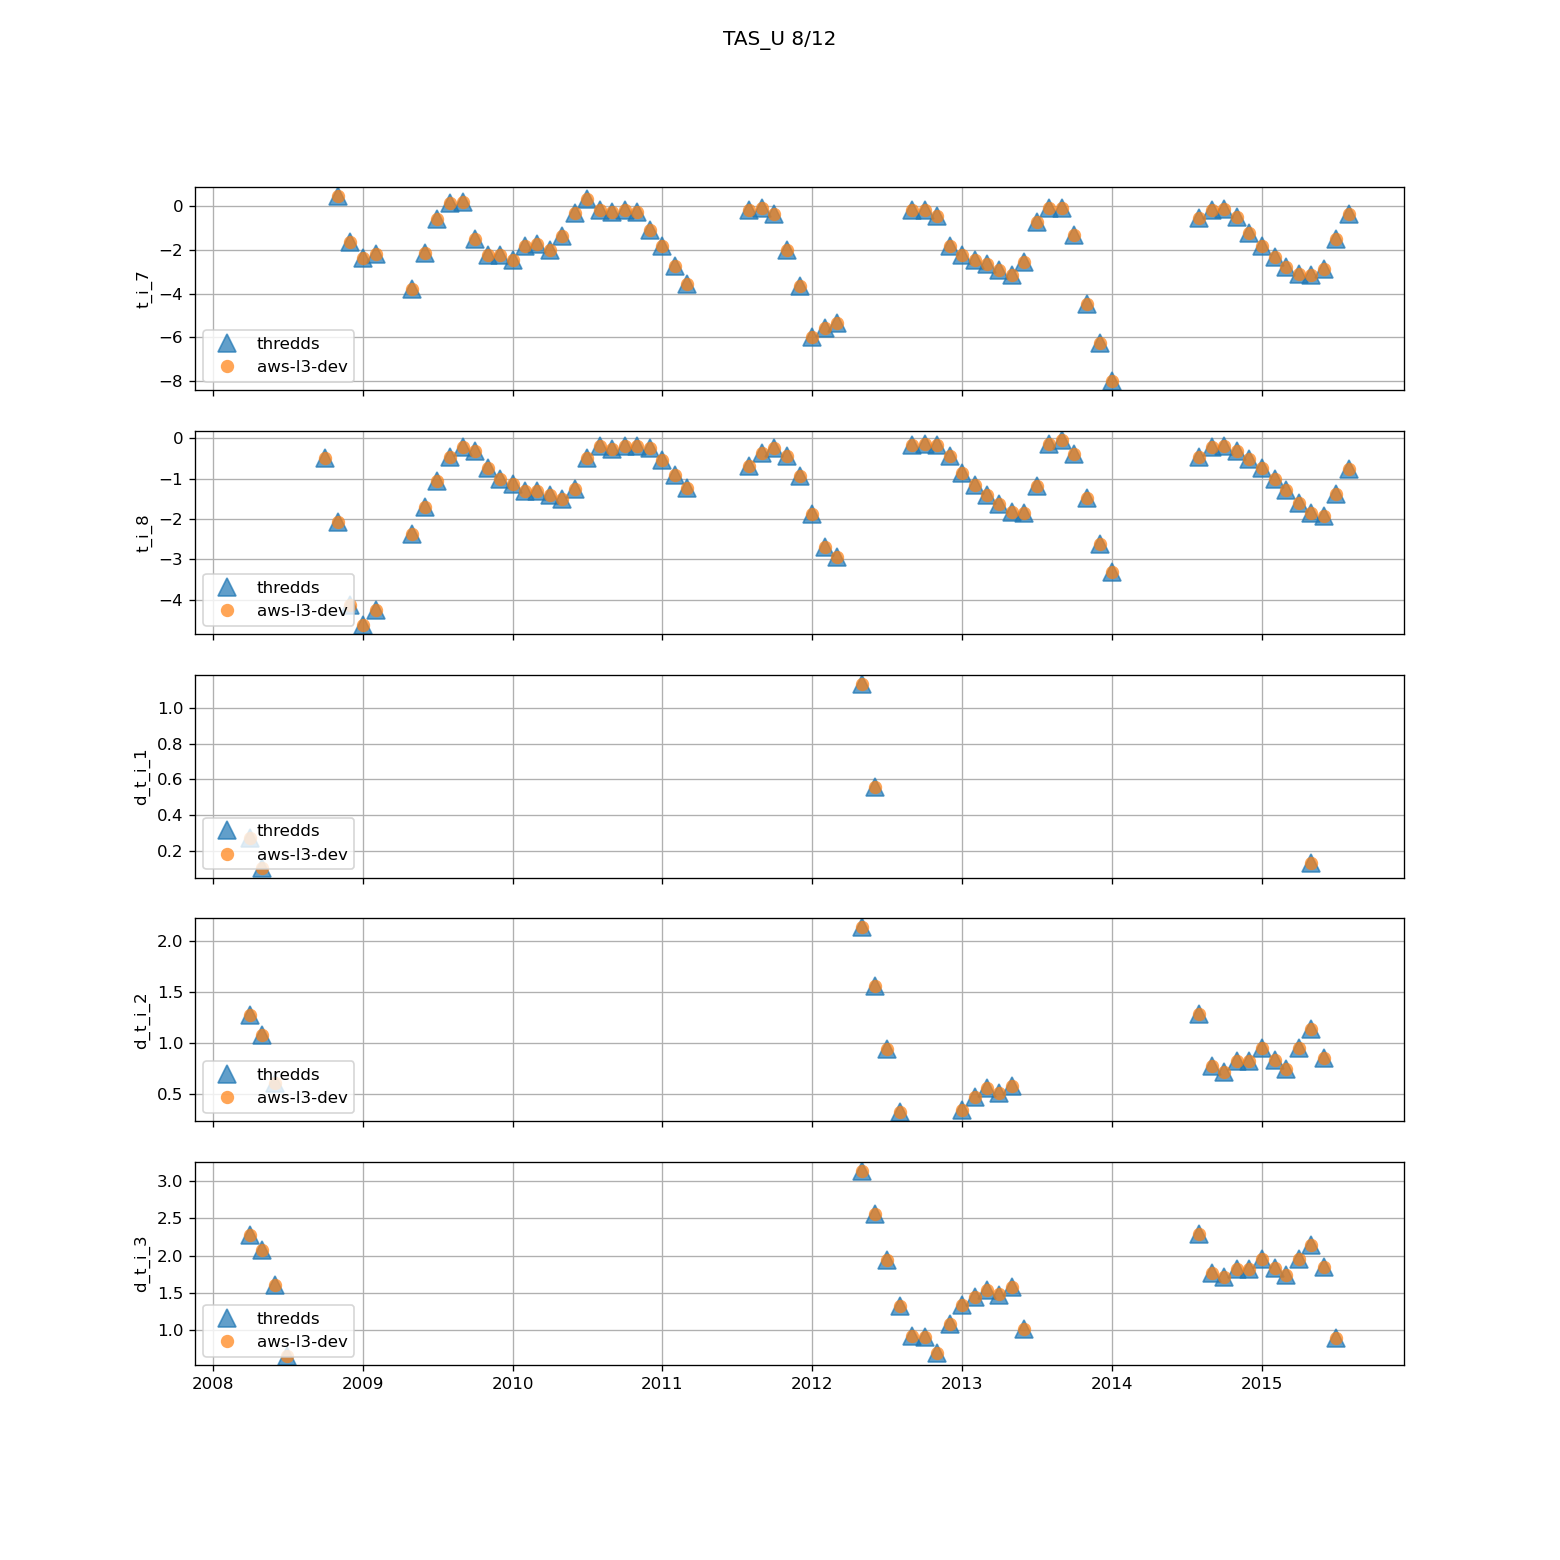 TAS_U 8/12
t_i_7
0
−2
−4
−6
−8
thredds
aws-l3-dev
t_i_8
0
−1
−2
−3
−4
thredds
aws-l3-dev
d_t_i_1
1.0
0.8
0.6
0.4
0.2
thredds
aws-l3-dev
d_t_i_2
2.0
1.5
1.0
0.5
thredds
aws-l3-dev
d_t_i_3
3.0
2.5
2.0
1.5
1.0
thredds
aws-l3-dev
2008 2009 2010 2011 2012 2013 2014 2015